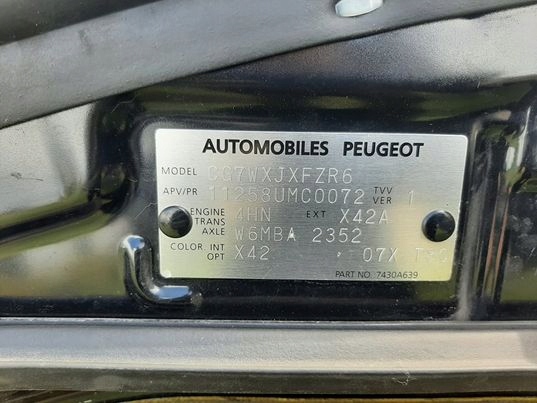 AUTOMOBILES PEUGEOT
MODEL GG7WXJXFZR6
APV/PR 11258UMC0072 TVV VER 1
ENGINE 4HN EXT X42A
TRANS AXLE W6MBA 2352
COLOR. INT OPT X42 07X
PART NO. 7430A639